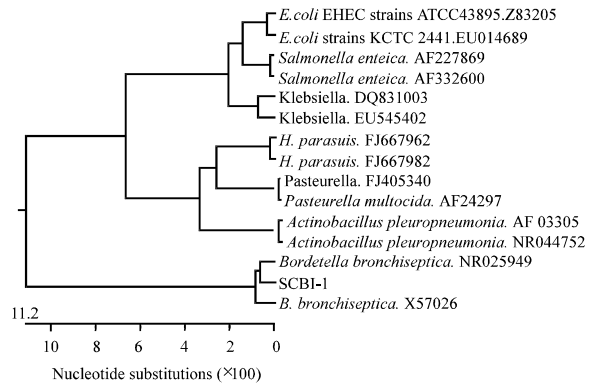 E.coli EHEC strains ATCC43895.Z83205
E.coli strains KCTC 2441.EU014689
Salmonella enteica. AF227869
Salmonella enteica. AF332600
Klebsiella. DQ831003
Klebsiella. EU545402
H. parasuis. FJ667962
H. parasuis. FJ667982
Pasteurella. FJ405340
Pasteurella multocida. AF24297
Actinobacillus pleuropneumonia. AF 03305
Actinobacillus pleuropneumonia. NR044752
Bordetella bronchiseptica. NR025949
SCBI-1
B. bronchiseptica. X57026
11.2
10 8 6 4 2 0
Nucleotide substitutions (×100)